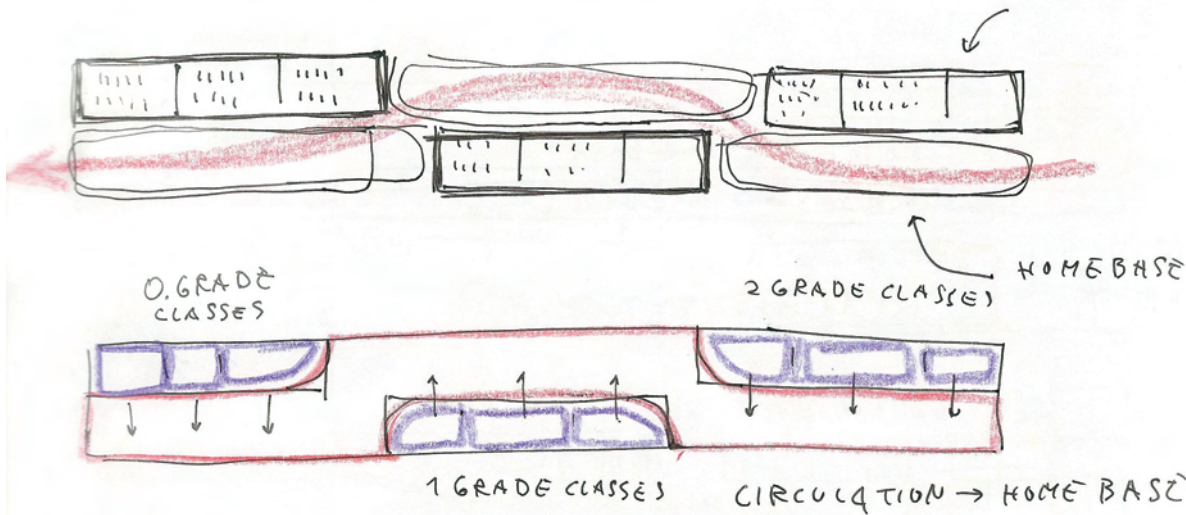 HOMEBASE
0. GRADE
CLASSES
2 GRADE CLASSES
1 GRADE CLASSES
CIRCULATION → HOME BASE